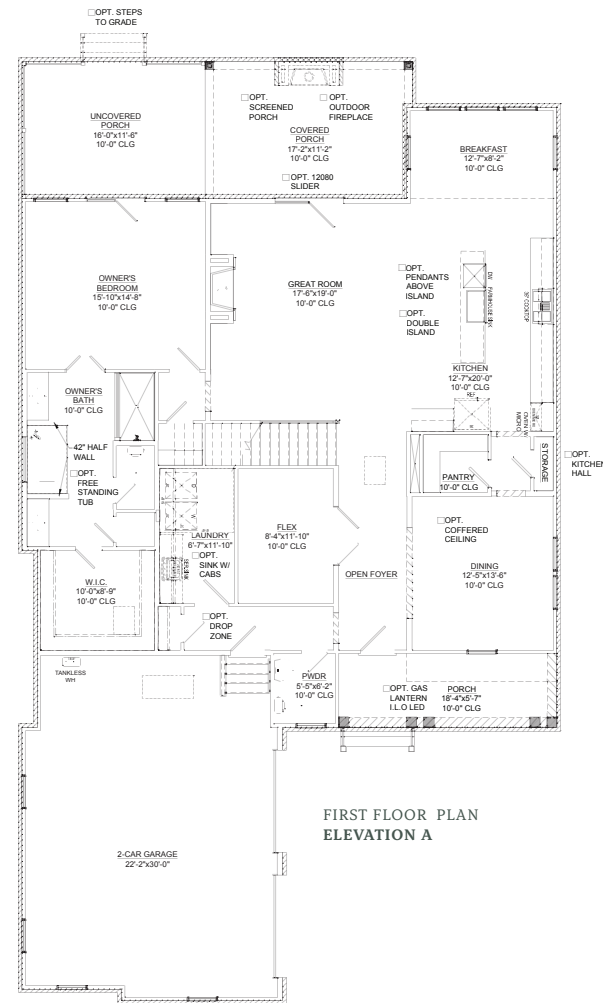 ☐OPT. STEPS
TO GRADE
UNCOVERED
PORCH
16'-0"x11'-6"
10'-0" CLG
☐OPT.
SCREENED
PORCH
☐OPT.
OUTDOOR
FIREPLACE
COVERED
PORCH
17'-2"x11'-2"
10'-0" CLG
☐OPT. 12080
SLIDER
BREAKFAST
12'-7"x8'-2"
10'-0" CLG
OWNER'S
BEDROOM
15'-10"x14'-8"
10'-0" CLG
GREAT ROOM
17'-6"x19'-0"
10'-0" CLG
☐OPT.
PENDANTS
ABOVE
ISLAND
☐OPT.
DOUBLE
ISLAND
DW
FARMHOUSE SINK
36" COOKTOP
KITCHEN
12'-7"x20'-0"
10'-0" CLG
REF.
OVEN W/
MICRO
OWNER'S
BATH
10'-0" CLG
42" HALF
WALL
☐OPT.
FREE
STANDING
TUB
PANTRY
10'-0" CLG
STORAGE
☐OPT.
KITCHEN
HALL
W
D
LAUNDRY
6'-7"x11'-10"
☐OPT.
SINK W/
CABS
FLEX
8'-4"x11'-10"
10'-0" CLG
OPEN FOYER
☐OPT.
COFFERED
CEILING
DINING
12'-5"x13'-6"
10'-0" CLG
W.I.C.
10'-0"x8'-9"
10'-0" CLG
☐OPT.
DROP
ZONE
TANKLESS
WH
PWDR
5'-5"x6'-2"
10'-0" CLG
☐OPT. GAS
LANTERN
I.L.O LED
PORCH
18'-4"x5'-7"
10'-0" CLG
FIRST FLOOR PLAN
ELEVATION A
2-CAR GARAGE
22'-2"x30'-0"